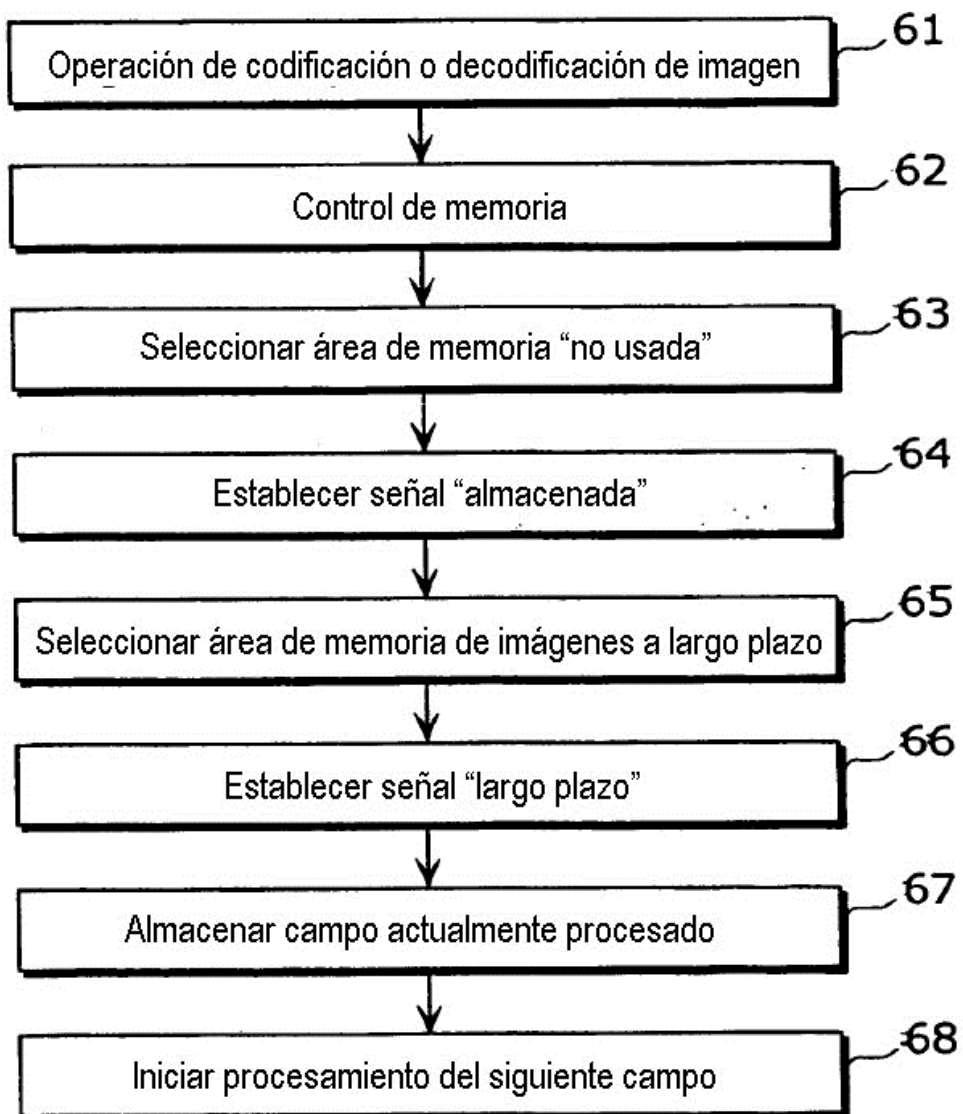 61
Operación de codificación o decodificación de imagen
62
Control de memoria
63
Seleccionar área de memoria “no usada”
64
Establecer señal “almacenada”
65
Seleccionar área de memoria de imágenes a largo plazo
66
Establecer señal “largo plazo”
67
Almacenar campo actualmente procesado
68
Iniciar procesamiento del siguiente campo